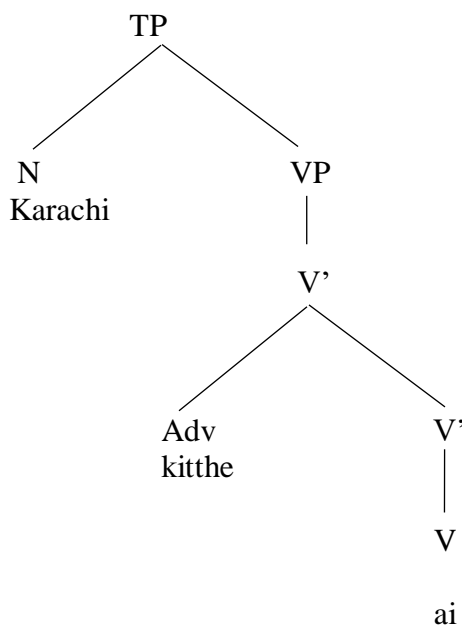 TP
N VP
Karachi
V’
Adv V’
kitthe
V
ai